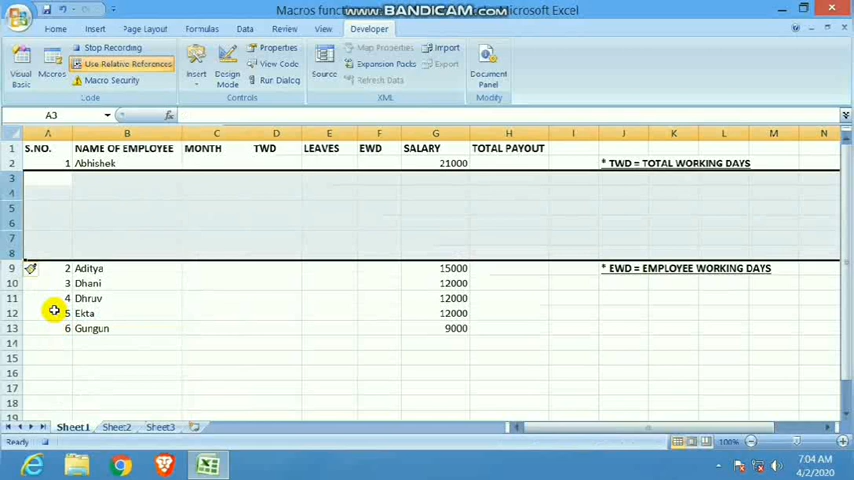 Macros func
www.BANDICAM.com
icrosoft Excel
Home
Insert
Page Layout
Formulas
Data
Review
View
Developer
Visual Basic
Macros
Stop Recording
Use Relative References
Macro Security
Code
Insert
Design Mode
Properties
View Code
Run Dialog
Controls
Source
Map Properties
Expansion Packs
Refresh Data
Import
Export
XML
Document Panel
Modify
A3
fx
A B C D E F G H I J K L M N
1 S.NO. NAME OF EMPLOYEE MONTH TWD LEAVES EWD SALARY TOTAL PAYOUT
2 1 Abhishek 21000 * TWD = TOTAL WORKING DAYS
3
4
5
6
7
8
9 2 Aditya 15000 * EWD = EMPLOYEE WORKING DAYS
10 3 Dhani 12000
11 4 Dhruv 12000
12 5 Ekta 12000
13 6 Gungun 9000
14
15
16
17
18
19
Sheet1 Sheet2 Sheet3
Ready
100%
7:04 AM
4/2/2020